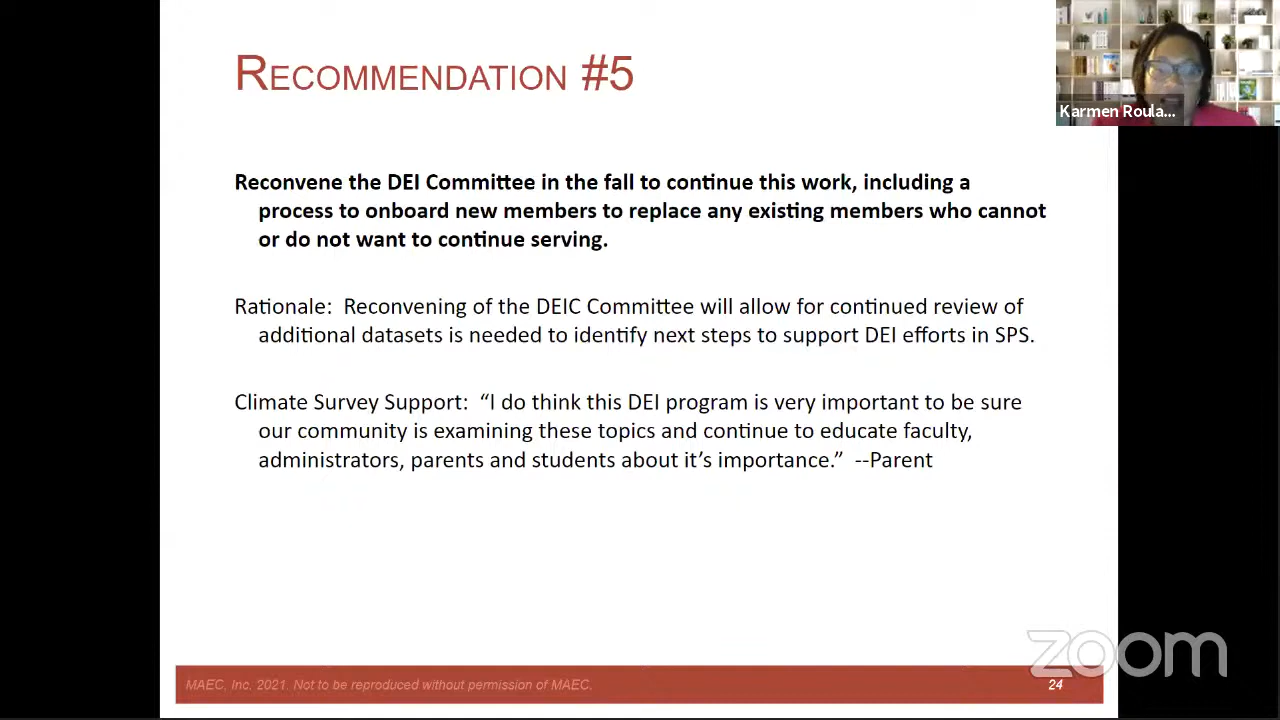 RECOMMENDATION #5
Karmen Roula...
Reconvene the DEI Committee in the fall to continue this work, including a
process to onboard new members to replace any existing members who cannot
or do not want to continue serving.
Rationale: Reconvening of the DEIC Committee will allow for continued review of
additional datasets is needed to identify next steps to support DEI efforts in SPS.
Climate Survey Support: “I do think this DEI program is very important to be sure
our community is examining these topics and continue to educate faculty,
administrators, parents and students about it’s importance.” --Parent
zoom
MAEC, Inc, 2021. Not to be reproduced without permission of MAEC.
24